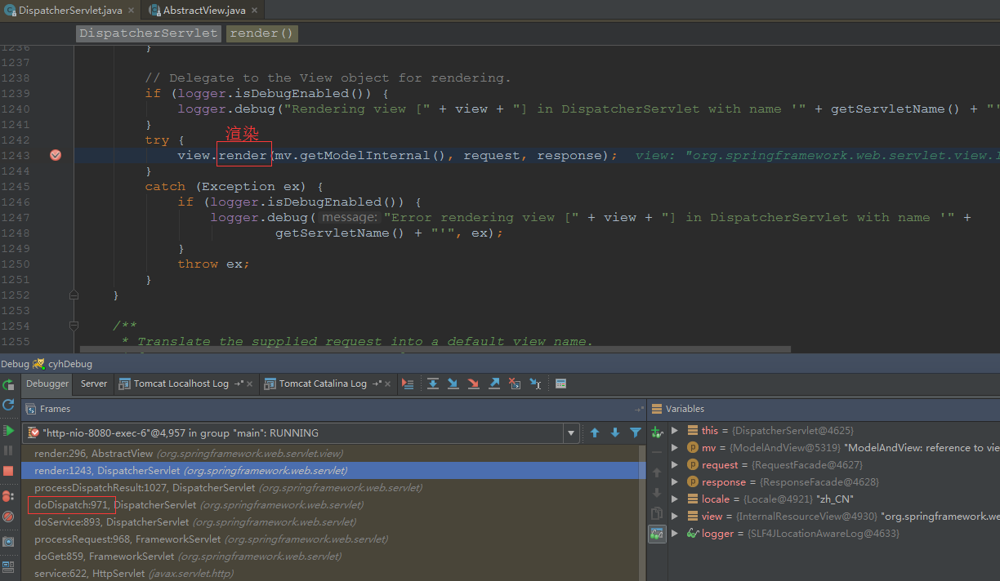 DispatcherServlet.java × AbstractView.java ×
DispatcherServlet render()
1236 }
1237
1238 // Delegate to the View object for rendering.
1239 if (logger.isDebugEnabled()) {
1240 logger.debug("Rendering view [" + view + "] in DispatcherServlet with name '" + getServletName() + "'
1241 }
渲染
1242 try {
1243 view.render(mv.getModelInternal(), request, response); view: "org.springframework.web.servlet.view.
1244 }
1245 catch (Exception ex) {
1246 if (logger.isDebugEnabled()) {
1247 logger.debug( message: "Error rendering view [" + view + "] in DispatcherServlet with name '" +
1248 getServletName() + "'", ex);
1249 }
1250 throw ex;
1251 }
1252 }
1253
1254 /**
1255 * Translate the supplied request into a default view name.
Debug cyhDebug
Debugger Server Tomcat Localhost Log →* × Tomcat Catalina Log →* ×
Frames →*
Variables
"http-nio-8080-exec-6"@4,957 in group "main": RUNNING
render:296, AbstractView (org.springframework.web.servlet.view)
render:1243, DispatcherServlet (org.springframework.web.servlet)
processDispatchResult:1027, DispatcherServlet (org.springframework.web.servlet)
doDispatch:971, DispatcherServlet (org.springframework.web.servlet)
doService:893, DispatcherServlet (org.springframework.web.servlet)
processRequest:968, FrameworkServlet (org.springframework.web.servlet)
doGet:859, FrameworkServlet (org.springframework.web.servlet)
service:622, HttpServlet (javax.servlet.http)
this = {DispatcherServlet@4625}
mv = {ModelAndView@5319} "ModelAndView: reference to vie
request = {RequestFacade@4627}
response = {ResponseFacade@4628}
locale = {Locale@4921} "zh_CN"
view = {InternalResourceView@4930} "org.springframework.we
logger = {SLF4JLocationAwareLog@4633}